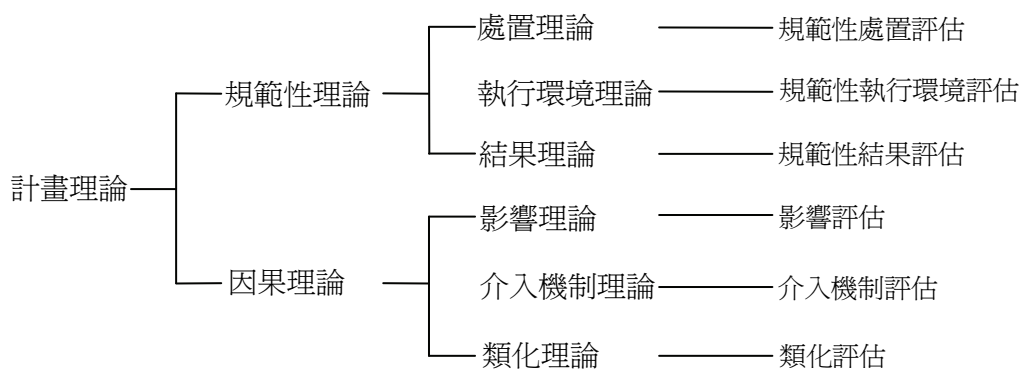 處置理論 規範性處置評估
規範性理論 執行環境理論 規範性執行環境評估
結果理論 規範性結果評估
計畫理論
影響理論 影響評估
因果理論 介入機制理論 介入機制評估
類化理論 類化評估